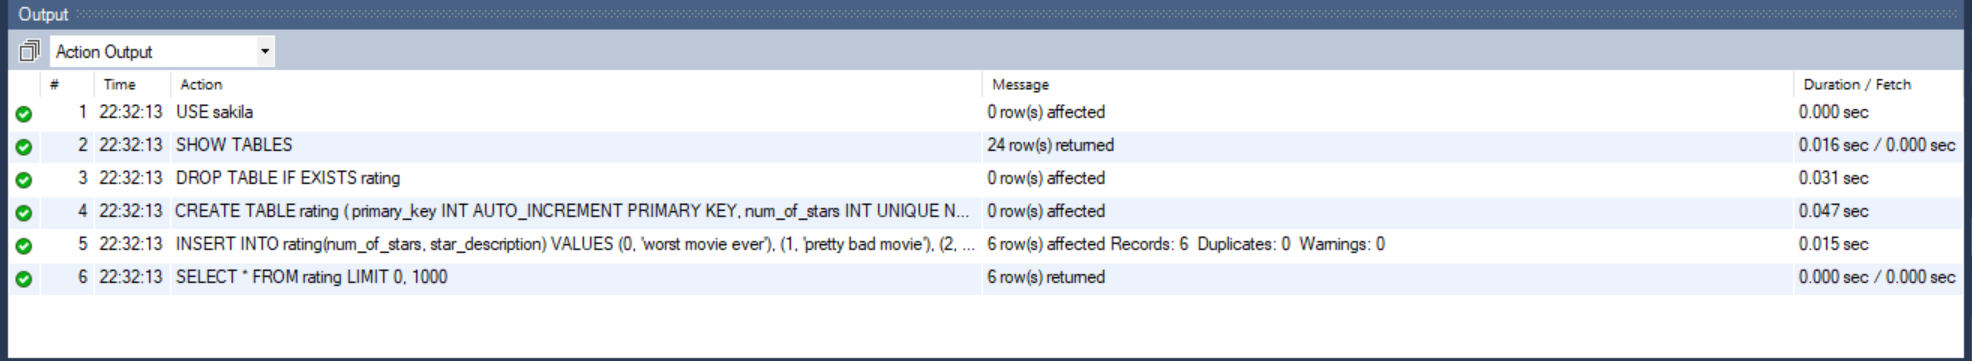 Output
Action Output
# Time Action Message Duration / Fetch
1 22:32:13 USE sakila 0 row(s) affected 0.000 sec
2 22:32:13 SHOW TABLES 24 row(s) returned 0.016 sec / 0.000 sec
3 22:32:13 DROP TABLE IF EXISTS rating 0 row(s) affected 0.031 sec
4 22:32:13 CREATE TABLE rating ( primary_key INT AUTO_INCREMENT PRIMARY KEY, num_of_stars INT UNIQUE N... 0 row(s) affected 0.047 sec
5 22:32:13 INSERT INTO rating(num_of_stars, star_description) VALUES (0, 'worst movie ever'), (1, 'pretty bad movie'), (2, ... 6 row(s) affected Records: 6 Duplicates: 0 Warnings: 0 0.015 sec
6 22:32:13 SELECT * FROM rating LIMIT 0, 1000 6 row(s) returned 0.000 sec / 0.000 sec